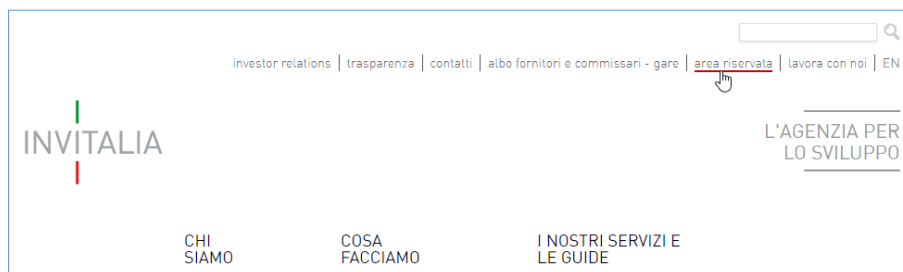 investor relations | trasparenza | contatti | albo fornitori e commissari - gare | area riservata | lavora con noi | EN
INVITALIA
L'AGENZIA PER
LO SVILUPPO
CHI
SIAMO
COSA
FACCIAMO
I NOSTRI SERVIZI E
LE GUIDE